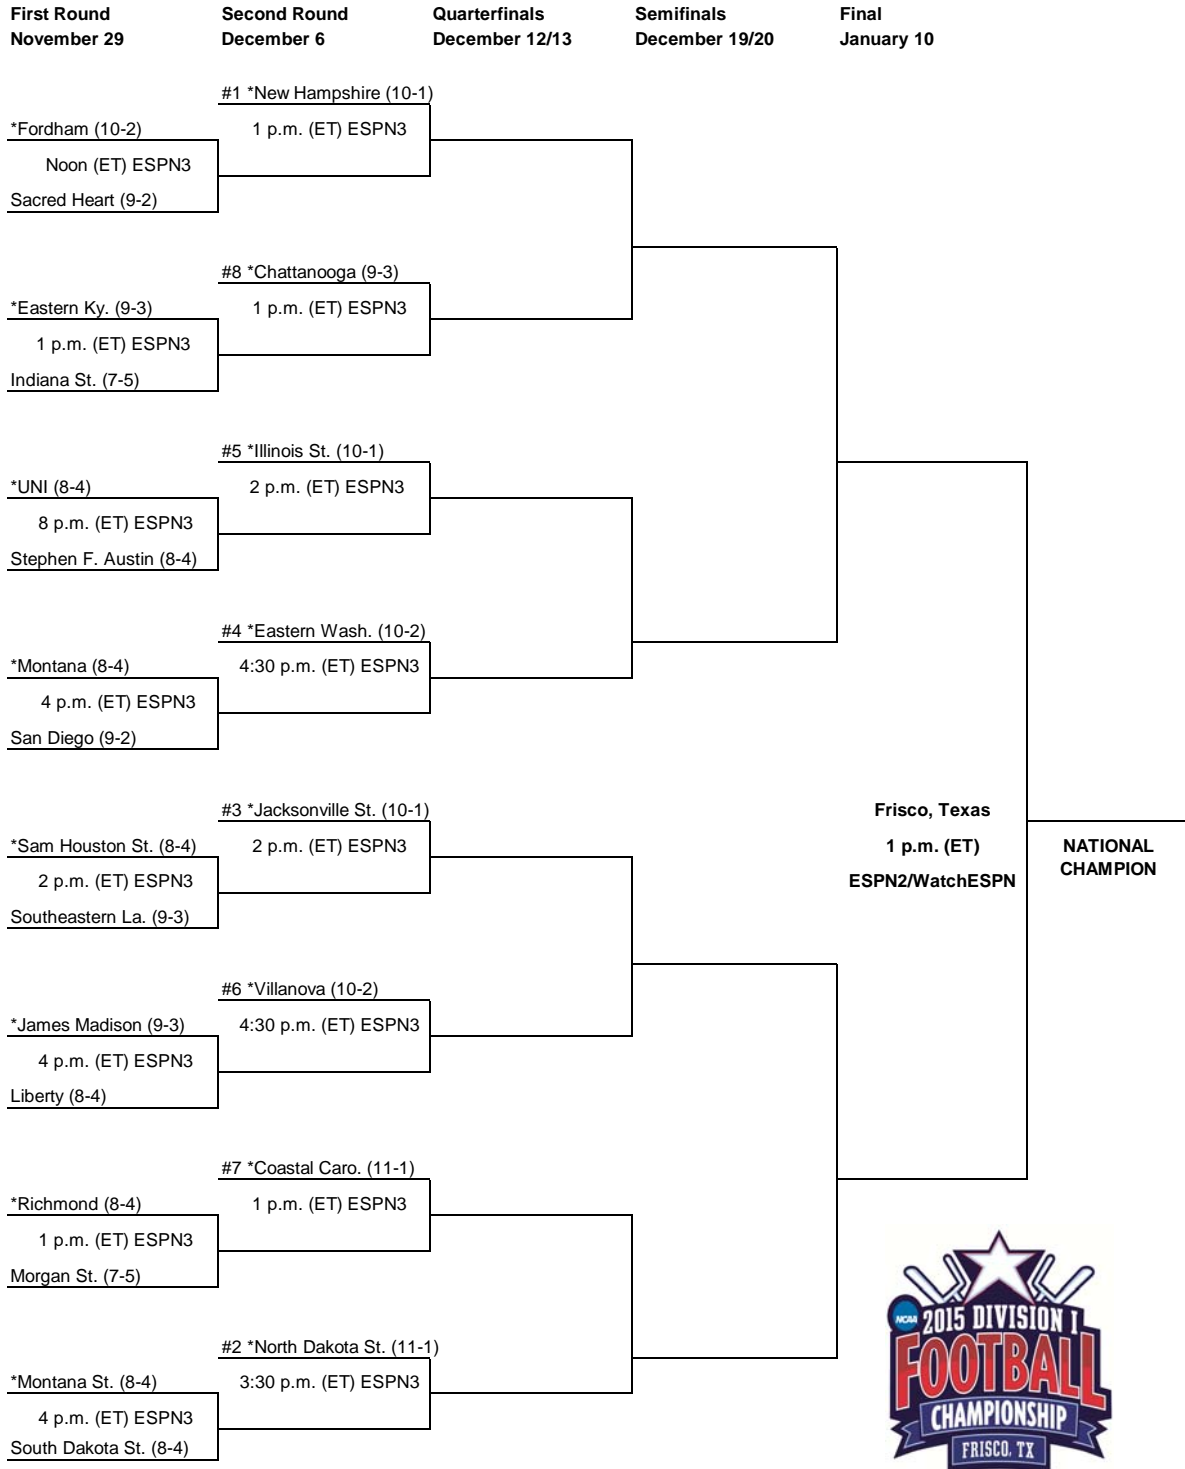 First Round
November 29
Second Round
December 6
Quarterfinals
December 12/13
Semifinals
December 19/20
Final
January 10
#1 *New Hampshire (10-1)
*Fordham (10-2)
1 p.m. (ET) ESPN3
Noon (ET) ESPN3
Sacred Heart (9-2)
#8 *Chattanooga (9-3)
*Eastern Ky. (9-3)
1 p.m. (ET) ESPN3
1 p.m. (ET) ESPN3
Indiana St. (7-5)
#5 *Illinois St. (10-1)
*UNI (8-4)
2 p.m. (ET) ESPN3
8 p.m. (ET) ESPN3
Stephen F. Austin (8-4)
#4 *Eastern Wash. (10-2)
*Montana (8-4)
4:30 p.m. (ET) ESPN3
4 p.m. (ET) ESPN3
San Diego (9-2)
#3 *Jacksonville St. (10-1)
*Sam Houston St. (8-4)
2 p.m. (ET) ESPN3
2 p.m. (ET) ESPN3
Southeastern La. (9-3)
Frisco, Texas
1 p.m. (ET)
ESPN2/WatchESPN
NATIONAL
CHAMPION
#6 *Villanova (10-2)
*James Madison (9-3)
4:30 p.m. (ET) ESPN3
4 p.m. (ET) ESPN3
Liberty (8-4)
#7 *Coastal Caro. (11-1)
*Richmond (8-4)
1 p.m. (ET) ESPN3
1 p.m. (ET) ESPN3
Morgan St. (7-5)
#2 *North Dakota St. (11-1)
*Montana St. (8-4)
3:30 p.m. (ET) ESPN3
4 p.m. (ET) ESPN3
South Dakota St. (8-4)
NCAA
2015 DIVISION I
FOOTBALL
CHAMPIONSHIP
FRISCO, TX